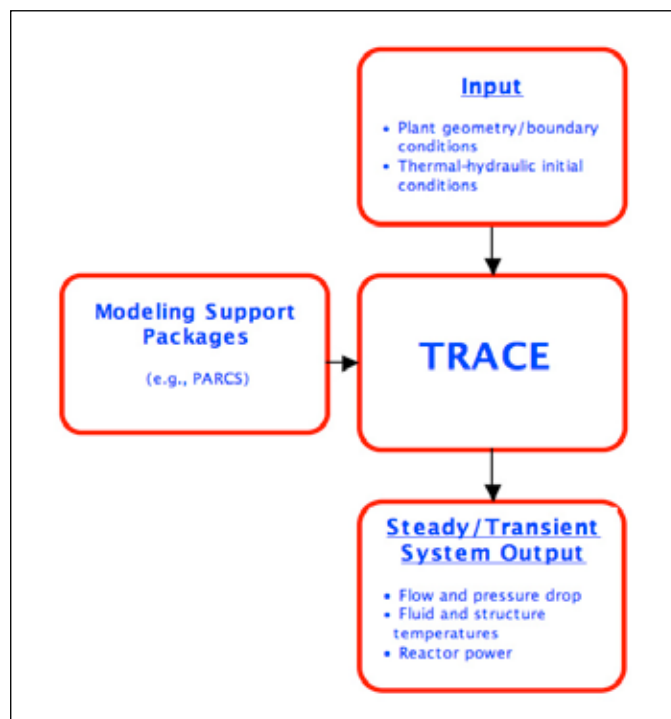 Input
• Plant geometry/boundary
conditions
• Thermal-hydraulic initial
conditions
Modeling Support
Packages
(e.g., PARCS)
TRACE
Steady/Transient
System Output
• Flow and pressure drop
• Fluid and structure
temperatures
• Reactor power